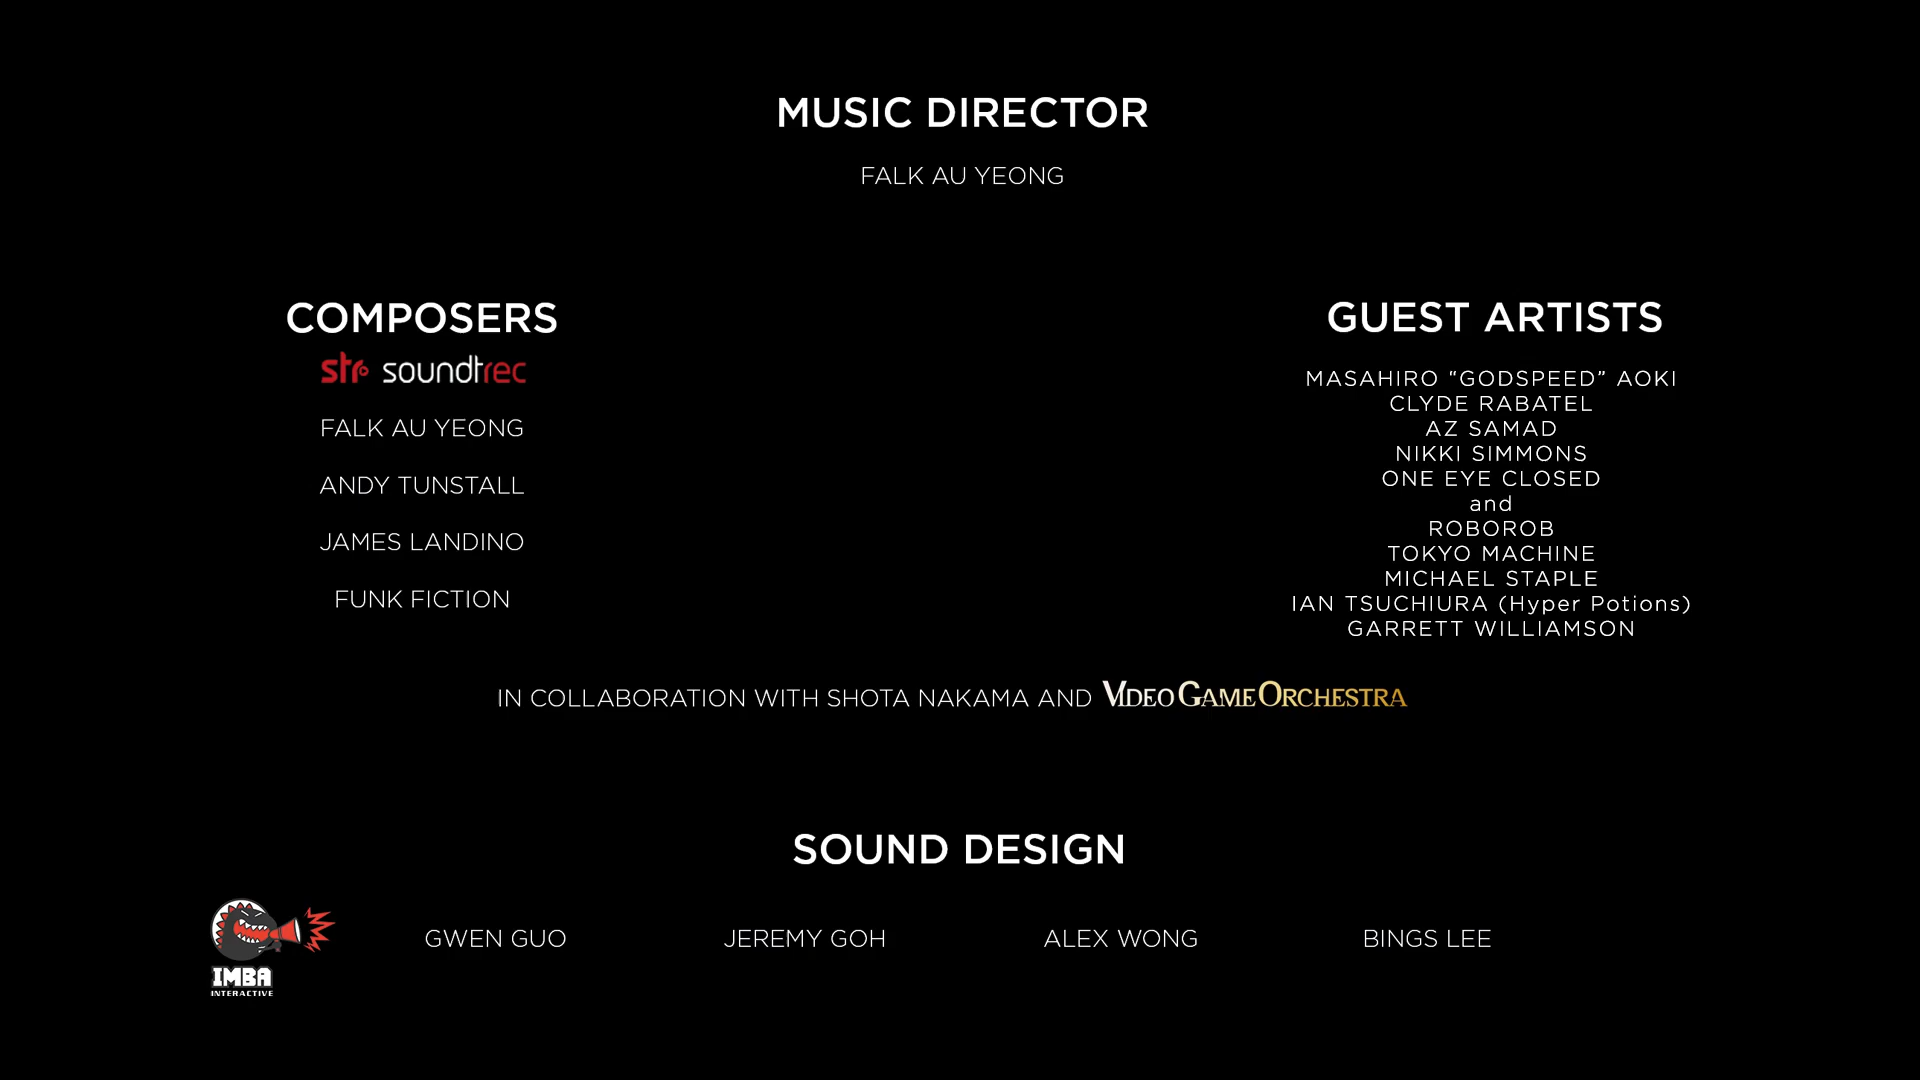 MUSIC DIRECTOR
FALK AU YEONG
COMPOSERS
str soundtrec
FALK AU YEONG
ANDY TUNSTALL
JAMES LANDINO
FUNK FICTION
GUEST ARTISTS
MASAHIRO “GODSPEED” AOKI
CLYDE RABATEL
AZ SAMAD
NIKKI SIMMONS
ONE EYE CLOSED
and
ROBOROB
TOKYO MACHINE
MICHAEL STAPLE
IAN TSUCHIURA (Hyper Potions)
GARRETT WILLIAMSON
IN COLLABORATION WITH SHOTA NAKAMA AND VIDEO GAME ORCHESTRA
SOUND DESIGN
IMBA
INTERACTIVE
GWEN GUO JEREMY GOH ALEX WONG BINGS LEE